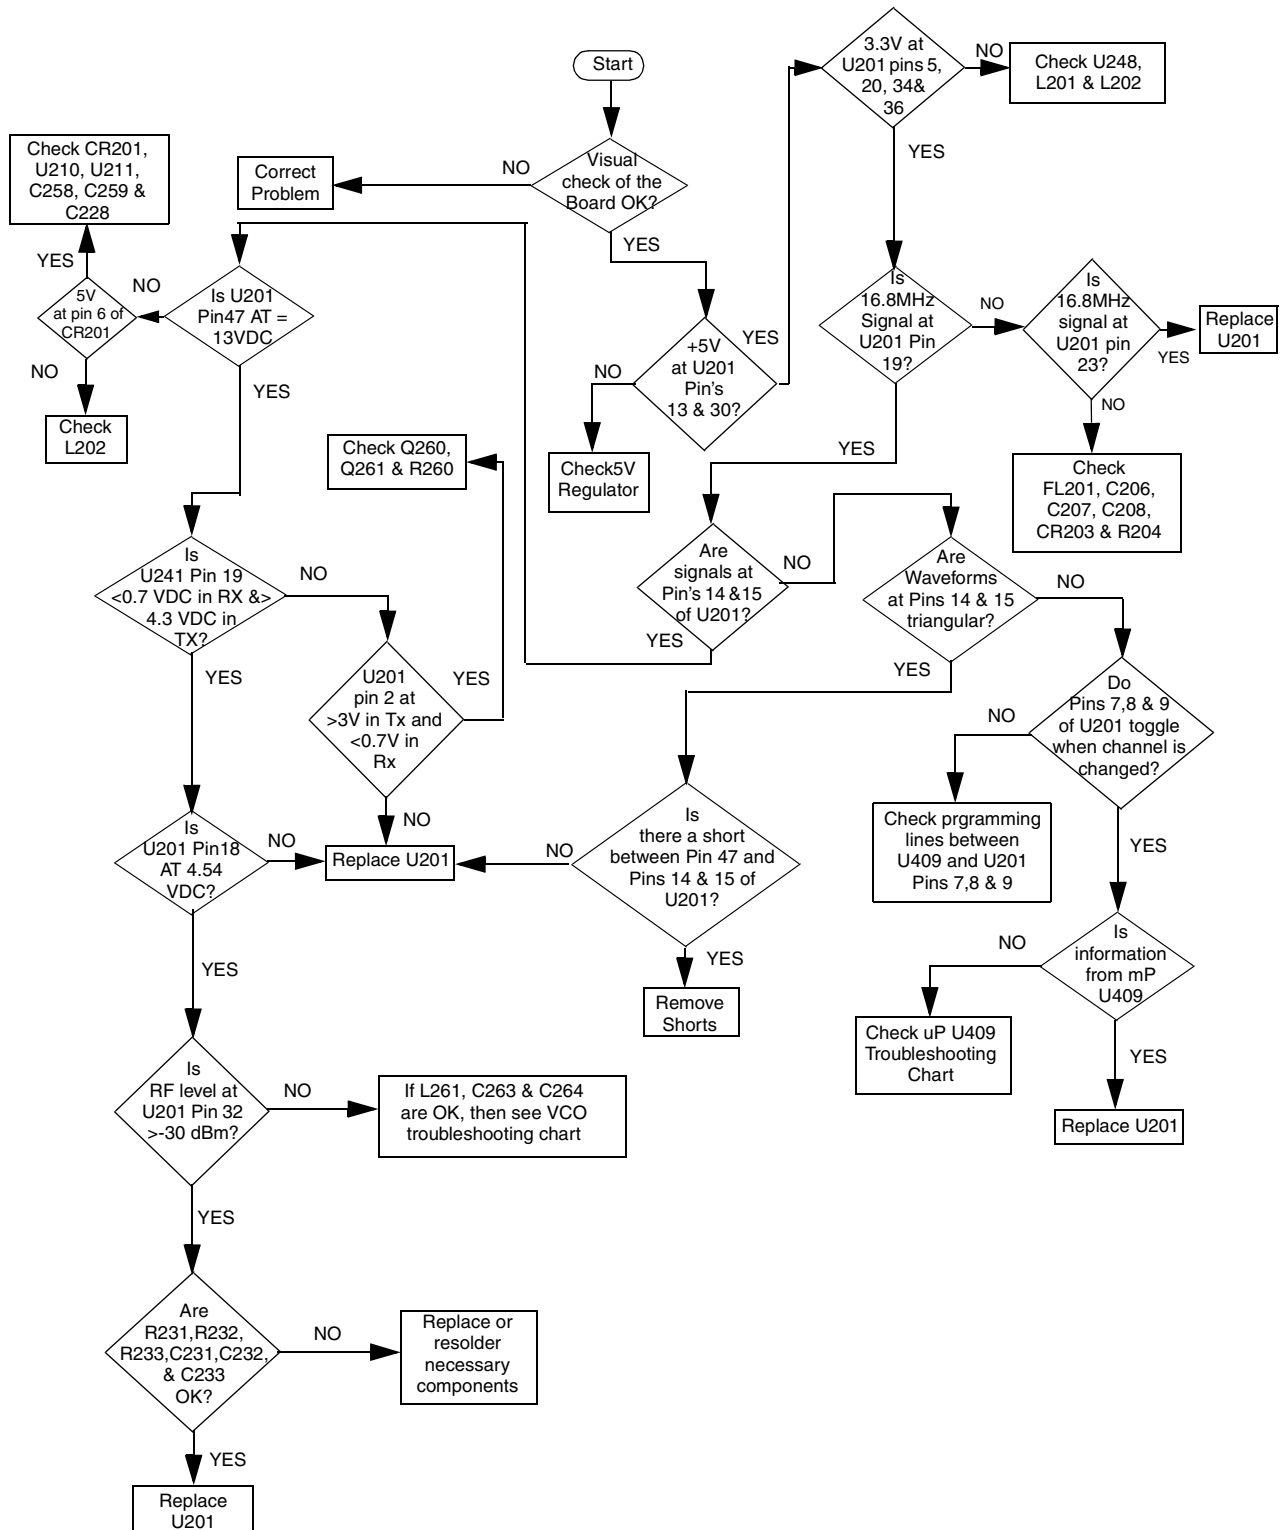 Start
Visual
check of the
Board OK?
NO
Correct
Problem
YES
+5V
at U201
Pin's
13 & 30?
NO
Check5V
Regulator
YES
3.3V at
U201 pins 5,
20, 34&
36
NO
Check U248,
L201 & L202
YES
Is
16.8MHz
Signal at
U201 Pin
19?
NO
Is
16.8MHz
signal at
U201 pin
23?
YES
Replace
U201
NO
Check
FL201, C206,
C207, C208,
CR203 & R204
YES
Are
signals at
Pin's 14 &15
of U201?
NO
Are
Waveforms
at Pins 14 & 15
triangular?
NO
Do
Pins 7,8 & 9
of U201 toggle
when channel is
changed?
NO
Check prgramming
lines between
U409 and U201
Pins 7,8 & 9
YES
Is
information
from mP
U409
NO
Check uP U409
Troubleshooting
Chart
YES
Replace U201
YES
Is
there a short
between Pin 47 and
Pins 14 & 15 of
U201?
NO
YES
Remove
Shorts
YES
Is U201
Pin47 AT =
13VDC
NO
5V
at pin 6 of
CR201
YES
Check CR201,
U210, U211,
C258, C259 &
C228
NO
Check
L202
YES
Is
U241 Pin 19
<0.7 VDC in RX &>
4.3 VDC in
TX?
NO
U201
pin 2 at
>3V in Tx and
<0.7V in
Rx
YES
Check Q260,
Q261 & R260
NO
Replace U201
YES
Is
U201 Pin18
AT 4.54
VDC?
NO
YES
Is
RF level at
U201 Pin 32
>-30 dBm?
NO
If L261, C263 & C264
are OK, then see VCO
troubleshooting chart
YES
Are
R231,R232,
R233,C231,C232,
& C233
OK?
NO
Replace or
resolder
necessary
components
YES
Replace
U201